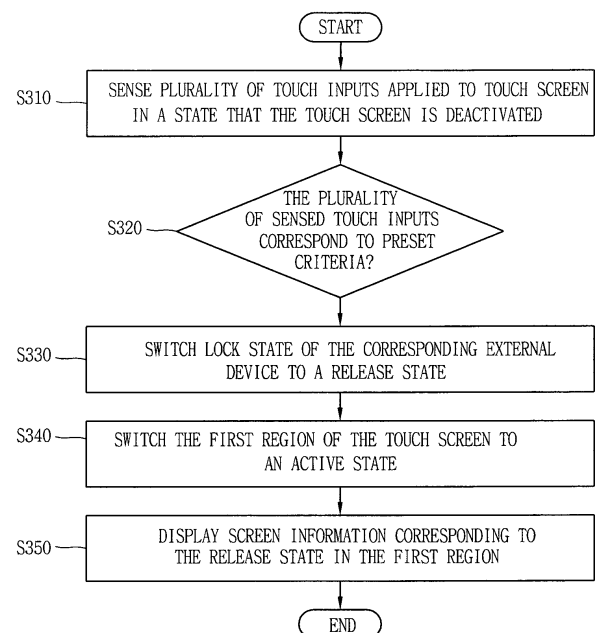 START
S310
SENSE PLURALITY OF TOUCH INPUTS APPLIED TO TOUCH SCREEN
IN A STATE THAT THE TOUCH SCREEN IS DEACTIVATED
S320
THE PLURALITY
OF SENSED TOUCH INPUTS
CORRESPOND TO PRESET
CRITERIA?
S330
SWITCH LOCK STATE OF THE CORRESPONDING EXTERNAL
DEVICE TO A RELEASE STATE
S340
SWITCH THE FIRST REGION OF THE TOUCH SCREEN TO
AN ACTIVE STATE
S350
DISPLAY SCREEN INFORMATION CORRESPONDING TO
THE RELEASE STATE IN THE FIRST REGION
END